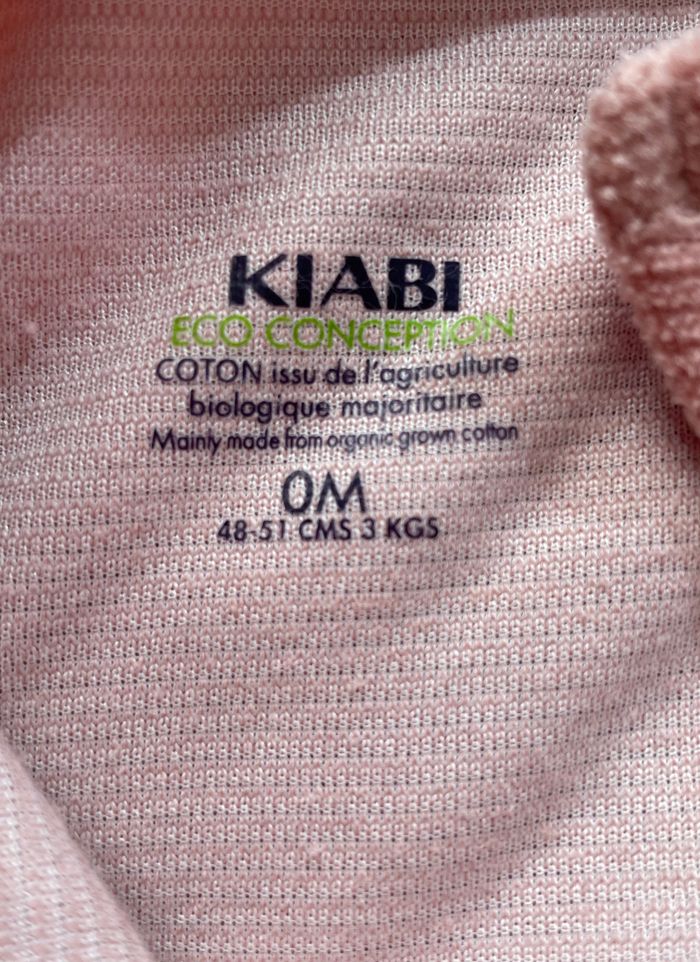 KIABI
ECO CONCEPTION
COTON issu de l'agriculture
biologique majoritaire
Mainly made from organic grown cotton
0M
48-51 CMS 3 KGS